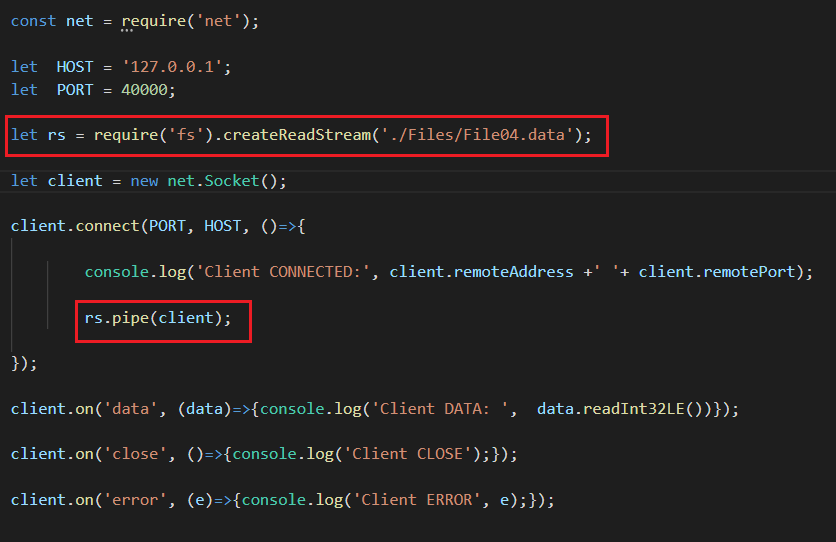 const net = require('net');
let  HOST = '127.0.0.1';
let  PORT = 40000;
let rs = require('fs').createReadStream('./Files/File04.data');
let client = new net.Socket();
client.connect(PORT, HOST, ()=>{
console.log('Client CONNECTED:', client.remoteAddress +' '+ client.remotePort);
rs.pipe(client);
});
client.on('data', (data)=>{console.log('Client DATA: ',  data.readInt32LE())});
client.on('close', ()=>{console.log('Client CLOSE');});
client.on('error', (e)=>{console.log('Client ERROR', e);});